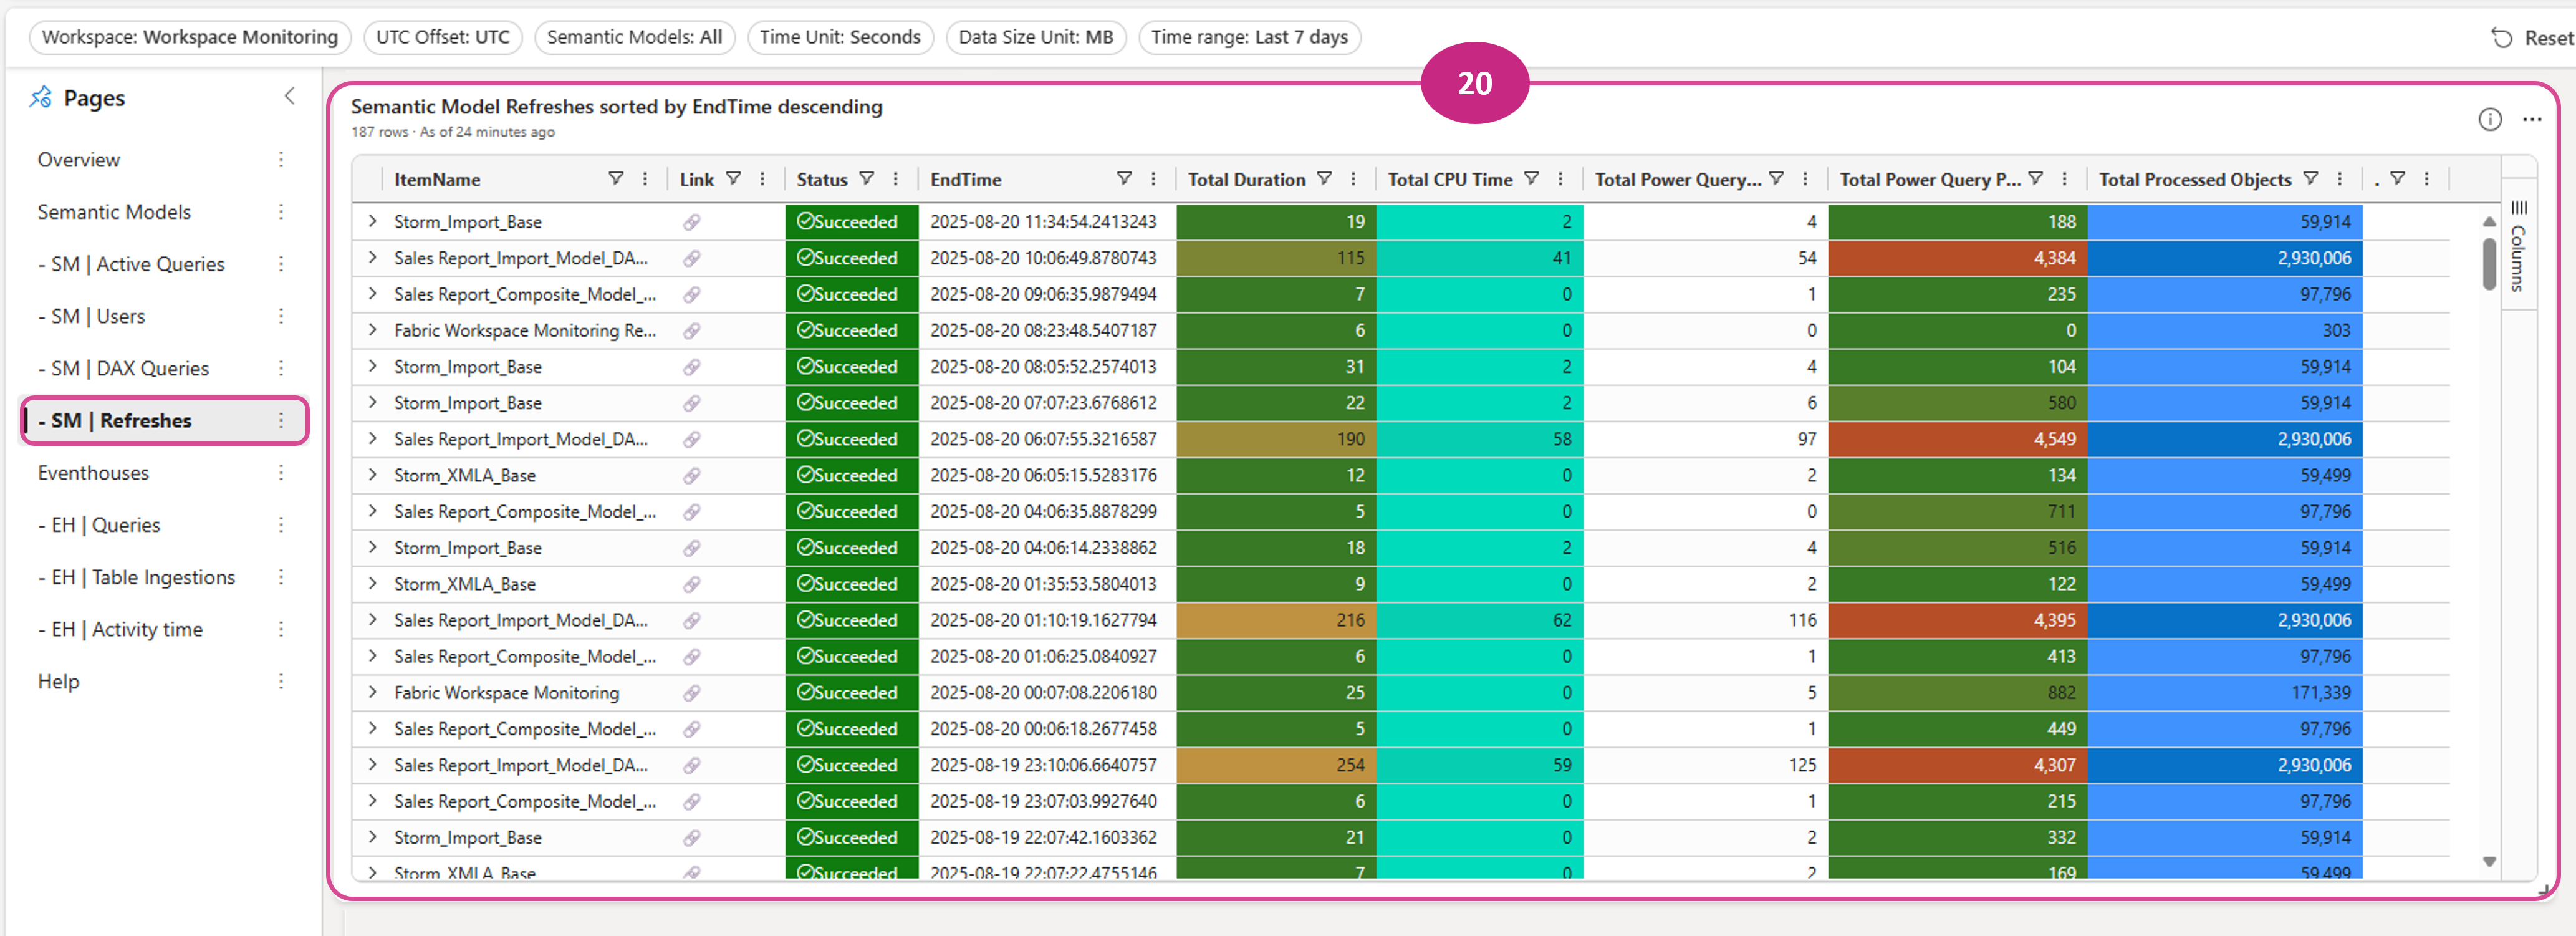 Workspace: Workspace Monitoring UTC Offset: UTC Semantic Models: All Time Unit: Seconds Data Size Unit: MB Time range: Last 7 days Reset
Pages
Overview
Semantic Models
- SM | Active Queries
- SM | Users
- SM | DAX Queries
- SM | Refreshes
Eventhouses
- EH | Queries
- EH | Table Ingestions
- EH | Activity time
Help
20
Semantic Model Refreshes sorted by EndTime descending
187 rows · As of 24 minutes ago
ItemName Link Status EndTime Total Duration Total CPU Time Total Power Query... Total Power Query P... Total Processed Objects .
Storm_Import_Base Succeeded 2025-08-20 11:34:54.2413243 19 2 4 188 59,914
Sales Report_Import_Model_DA... Succeeded 2025-08-20 10:06:49.8780743 115 41 54 4,384 2,930,006
Sales Report_Composite_Model_... Succeeded 2025-08-20 09:06:35.9879494 7 0 1 235 97,796
Fabric Workspace Monitoring Re... Succeeded 2025-08-20 08:23:48.5407187 6 0 0 0 303
Storm_Import_Base Succeeded 2025-08-20 08:05:52.2574013 31 2 4 104 59,914
Storm_Import_Base Succeeded 2025-08-20 07:07:23.6768612 22 2 6 580 59,914
Sales Report_Import_Model_DA... Succeeded 2025-08-20 06:07:55.3216587 190 58 97 4,549 2,930,006
Storm_XMLA_Base Succeeded 2025-08-20 06:05:15.5283176 12 0 2 134 59,499
Sales Report_Composite_Model_... Succeeded 2025-08-20 04:06:35.8878299 5 0 0 711 97,796
Storm_Import_Base Succeeded 2025-08-20 04:06:14.2338862 18 2 4 516 59,914
Storm_XMLA_Base Succeeded 2025-08-20 01:35:53.5804013 9 0 2 122 59,499
Sales Report_Import_Model_DA... Succeeded 2025-08-20 01:10:19.1627794 216 62 116 4,395 2,930,006
Sales Report_Composite_Model_... Succeeded 2025-08-20 01:06:25.0840927 6 0 1 413 97,796
Fabric Workspace Monitoring Succeeded 2025-08-20 00:07:08.2206180 25 0 5 882 171,339
Sales Report_Composite_Model_... Succeeded 2025-08-20 00:06:18.2677458 5 0 1 449 97,796
Sales Report_Import_Model_DA... Succeeded 2025-08-19 23:10:06.6640757 254 59 125 4,307 2,930,006
Sales Report_Composite_Model_... Succeeded 2025-08-19 23:07:03.9927640 6 0 1 215 97,796
Storm_Import_Base Succeeded 2025-08-19 22:07:42.1603362 21 0 2 332 59,914
Storm_XMLA_Base Succeeded 2025-08-19 22:07:22.4755146 7 0 2 169 59,499
Columns